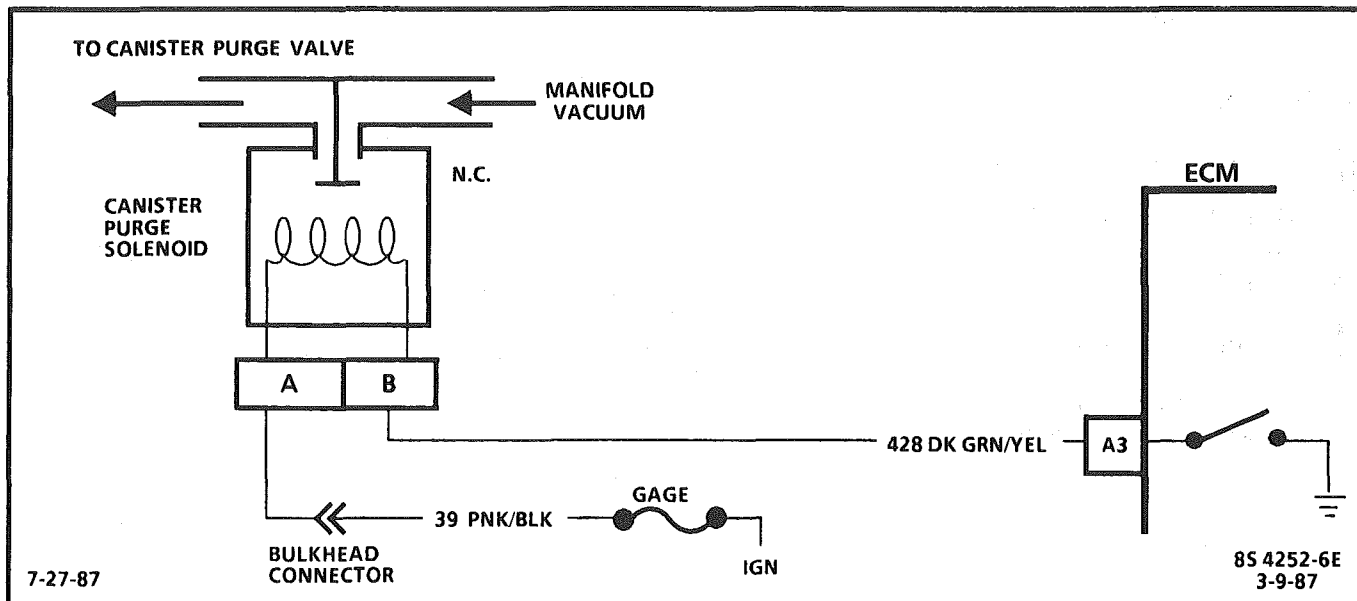 TO CANISTER PURGE VALVE
MANIFOLD
VACUUM
N.C.
ECM
CANISTER
PURGE
SOLENOID
A
B
428 DK GRN/YEL
A3
GAGE
39 PNK/BLK
BULKHEAD
CONNECTOR
IGN
7-27-87
8S 4252-6E
3-9-87